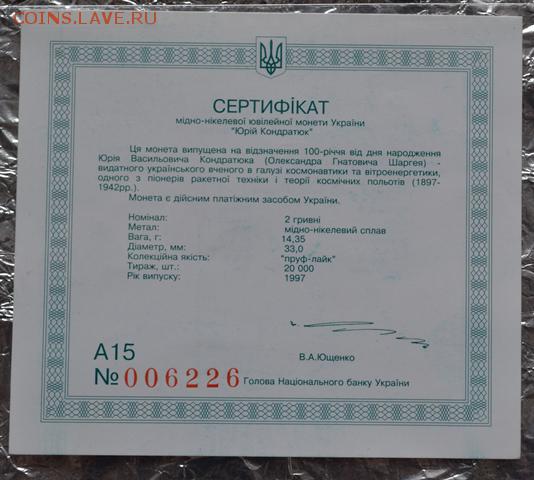 COINS.LAVE.RU
СЕРТИФІКАТ
мідно-нікелевої ювілейної монети України
"Юрій Кондратюк"
Ця монета випущена на відзначення 100-річчя від дня народження
Юрія Васильовича Кондратюка (Олександра Гнатовича Шаргея) -
видатного українського вченого в галузі космонавтики та вітроенергетики,
одного з піонерів ракетної техніки і теорії космічних польотів (1897-
1942рр.).
Монета є дійсним платіжним засобом України.
Номінал: 2 гривні
Метал: мідно-нікелевий сплав
Вага, г: 14,35
Діаметр, мм: 33,0
Колекційна якість: "пруф-лайк"
Тираж, шт.: 20 000
Рік випуску: 1997
А15
В.А.Ющенко
№ 006226 Голова Національного банку України